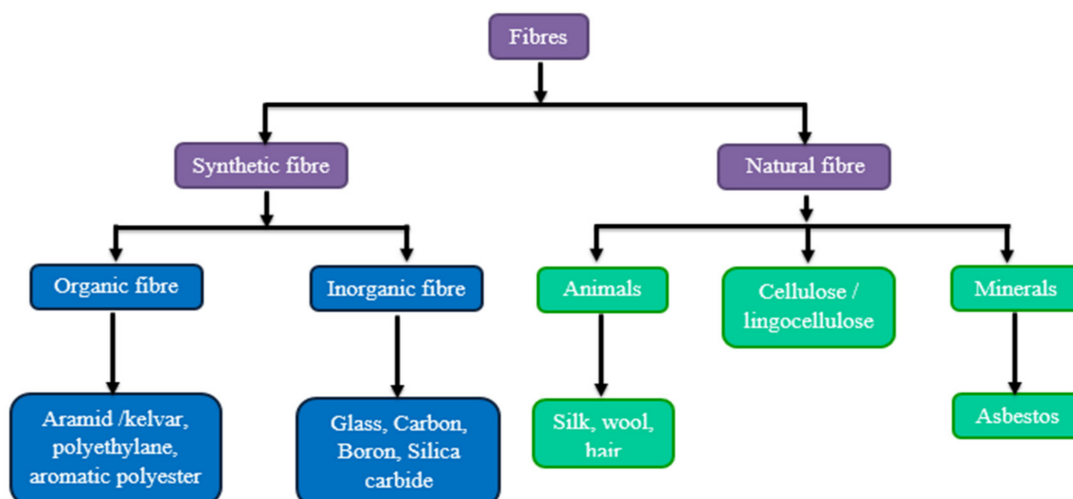 Fibres
Synthetic fibre
Natural fibre
Organic fibre
Inorganic fibre
Animals
Cellulose /
lingocellulose
Minerals
Aramid /kelvar,
polyethylane,
aromatic polyester
Glass, Carbon,
Boron, Silica
carbide
Silk, wool,
hair
Asbestos